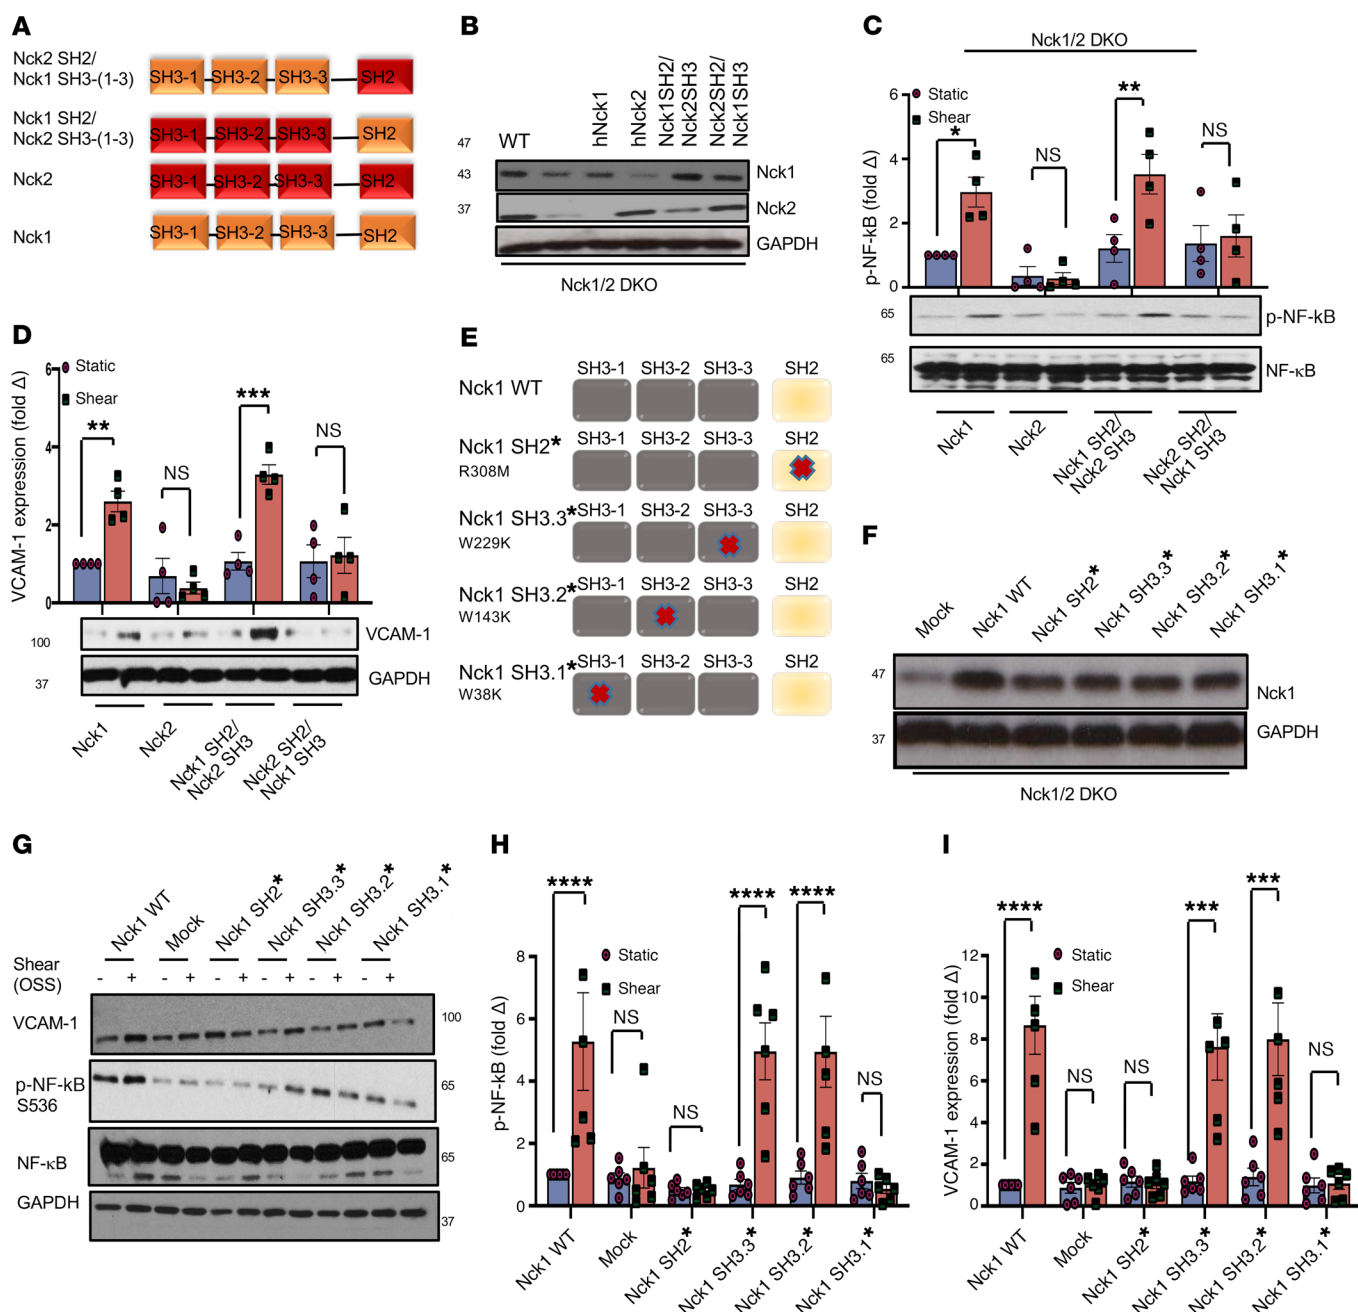 A
Nck2 SH2/
Nck1 SH3-(1-3)
SH3-1 SH3-2 SH3-3 SH2
Nck1 SH2/
Nck2 SH3-(1-3)
SH3-1 SH3-2 SH3-3 SH2
Nck2
SH3-1 SH3-2 SH3-3 SH2
Nck1
SH3-1 SH3-2 SH3-3 SH2
B
WT
hNck1
hNck2
Nck1SH2/
Nck2SH3
Nck2SH2/
Nck1SH3
47
43
37
Nck1
Nck2
GAPDH
Nck1/2 DKO
C
Nck1/2 DKO
Static
Shear
p-NF-kB (fold Δ)
6
4
2
0
*
NS
**
NS
65
p-NF-kB
65
NF-κB
Nck1
Nck2
Nck1 SH2/
Nck2 SH3
Nck2 SH2/
Nck1 SH3
D
Static
Shear
VCAM-1 expression (fold Δ)
6
4
2
0
**
NS
***
NS
100
VCAM-1
37
GAPDH
Nck1
Nck2
Nck1 SH2/
Nck2 SH3
Nck2 SH2/
Nck1 SH3
E
SH3-1 SH3-2 SH3-3 SH2
Nck1 WT
SH3-1 SH3-2 SH3-3 SH2
Nck1 SH2*
R308M
SH3-1 SH3-2 SH3-3 SH2
Nck1 SH3.3*
W229K
SH3-1 SH3-2 SH3-3 SH2
Nck1 SH3.2*
W143K
SH3-1 SH3-2 SH3-3 SH2
Nck1 SH3.1*
W38K
F
Mock
Nck1 WT
Nck1 SH2*
Nck1 SH3.3*
Nck1 SH3.2*
Nck1 SH3.1*
47
Nck1
37
GAPDH
Nck1/2 DKO
G
Nck1 WT
Mock
Nck1 SH2*
Nck1 SH3.3*
Nck1 SH3.2*
Nck1 SH3.1*
Shear
(OSS)
- + - + - + - + - + - +
VCAM-1
100
p-NF-kB
S536
65
NF-κB
65
GAPDH
37
H
Static
Shear
p-NF-kB (fold Δ)
8
6
4
2
0
****
NS
NS
****
****
NS
Nck1 WT
Mock
Nck1 SH2*
Nck1 SH3.3*
Nck1 SH3.2*
Nck1 SH3.1*
I
Static
Shear
VCAM-1 expression (fold Δ)
12
10
8
6
4
2
0
****
NS
NS
***
***
NS
Nck1 WT
Mock
Nck1 SH2*
Nck1 SH3.3*
Nck1 SH3.2*
Nck1 SH3.1*